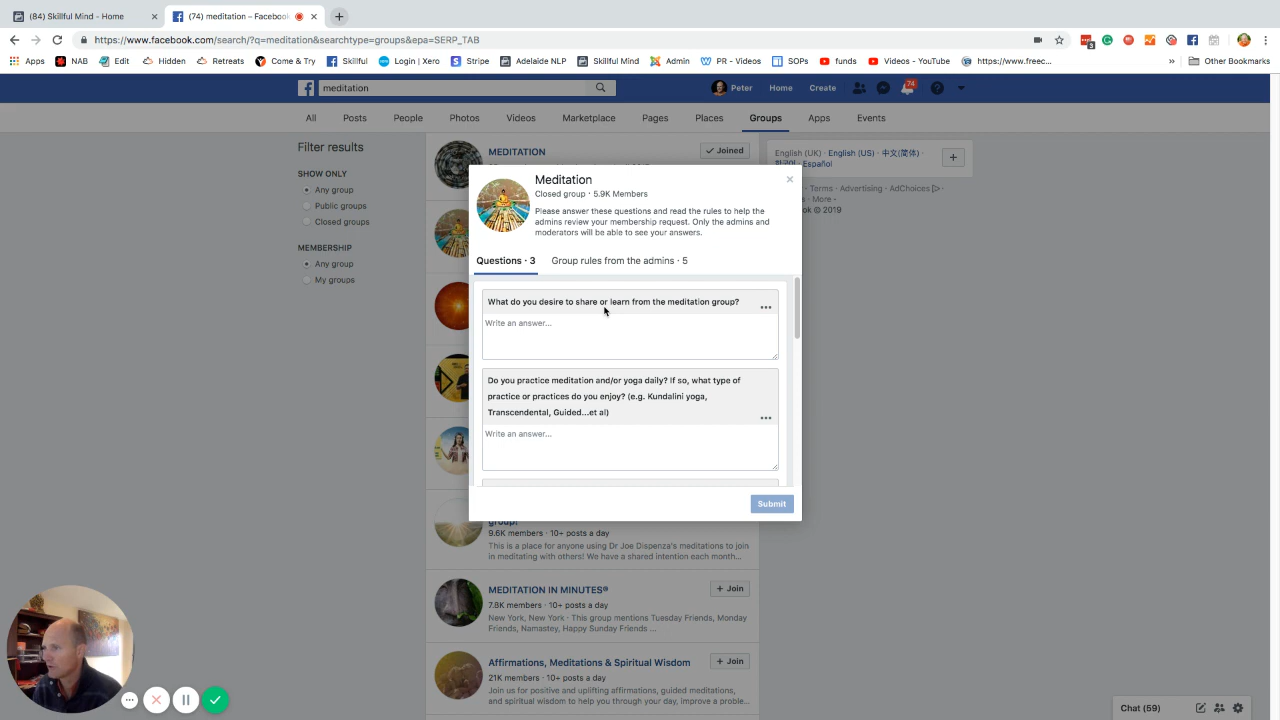 (84) Skillful Mind - Home
(74) meditation – Facebook
https://www.facebook.com/search/?q=meditation&searchtype=groups&epa=SERP_TAB
3
Apps
NAB
Edit
Hidden
Retreats
Come & Try
Skillful
Login | Xero
Stripe
Adelaide NLP
Skillful Mind
SOPs
Admin
PR - Videos
funds
Videos - YouTube
https://www.freec...
»
Other Bookmarks
meditation
Peter
Home
Create
74
All
Posts
People
Photos
Videos
Marketplace
Pages
Places
Groups
Apps
Events
Filter results
SHOW ONLY
Any group
Public groups
Closed groups
MEMBERSHIP
Any group
My groups
MEDITATION
Joined
English (UK) · English (US) · 中文(简体) ·
한국어 · Español
· Terms · Advertising · AdChoices
· More
© 2019
Meditation
Closed group · 5.9K Members
Please answer these questions and read the rules to help the
admins review your membership request. Only the admins and
moderators will be able to see your answers.
Questions · 3
Group rules from the admins · 5
What do you desire to share or learn from the meditation group?
Write an answer...
Do you practice meditation and/or yoga daily? If so, what type of
practice or practices do you enjoy? (e.g. Kundalini yoga,
Transcendental, Guided...et al)
Write an answer...
Submit
group!
9.6K members · 10+ posts a day
This is a place for anyone using Dr Joe Dispenza's meditations to join
in meditating with others! We have a shared intention each month...
MEDITATION IN MINUTES®
+ Join
7.8K members · 10+ posts a day
New York, New York · This group mentions Tuesday Friends, Monday
Friends, Namastey, Happy Sunday Friends ...
Affirmations, Meditations & Spiritual Wisdom
+ Join
21K members · 10+ posts a day
Join us for positive and uplifting affirmations, guided meditations,
and spiritual wisdom to help you through your day, improve a proble...
Chat (59)